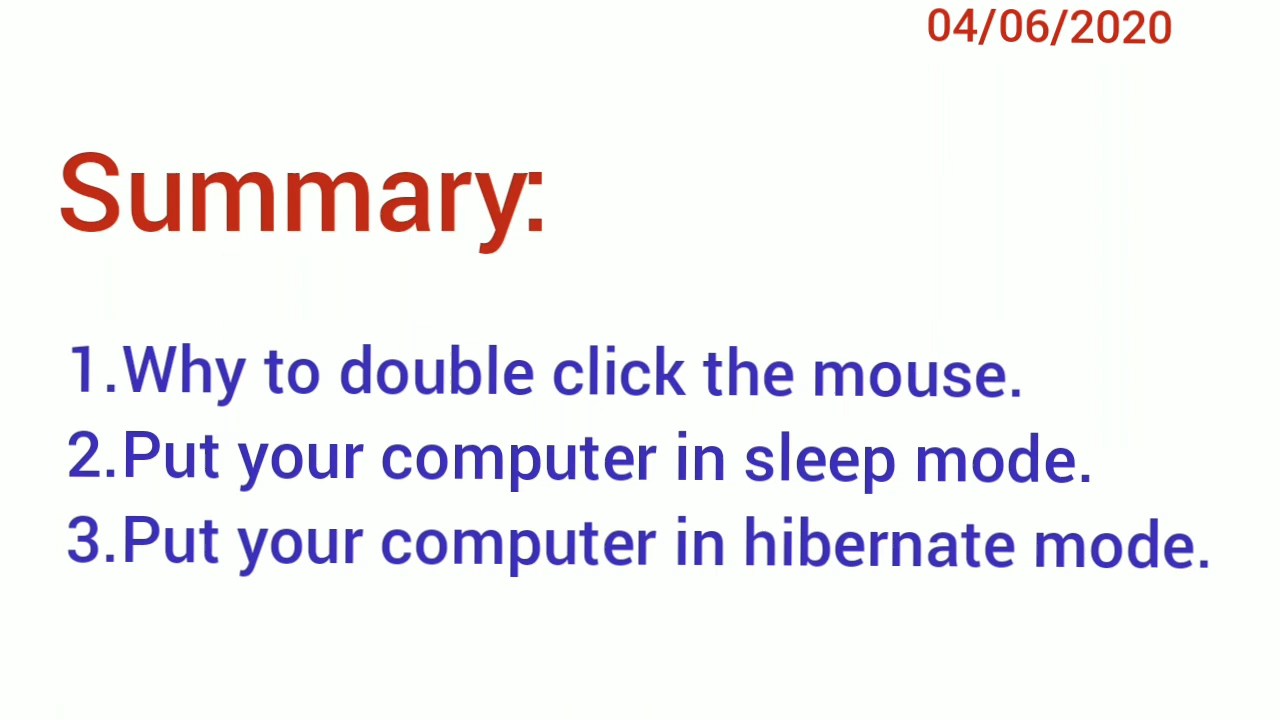 04/06/2020
Summary:
1.Why to double click the mouse.
2.Put your computer in sleep mode.
3.Put your computer in hibernate mode.